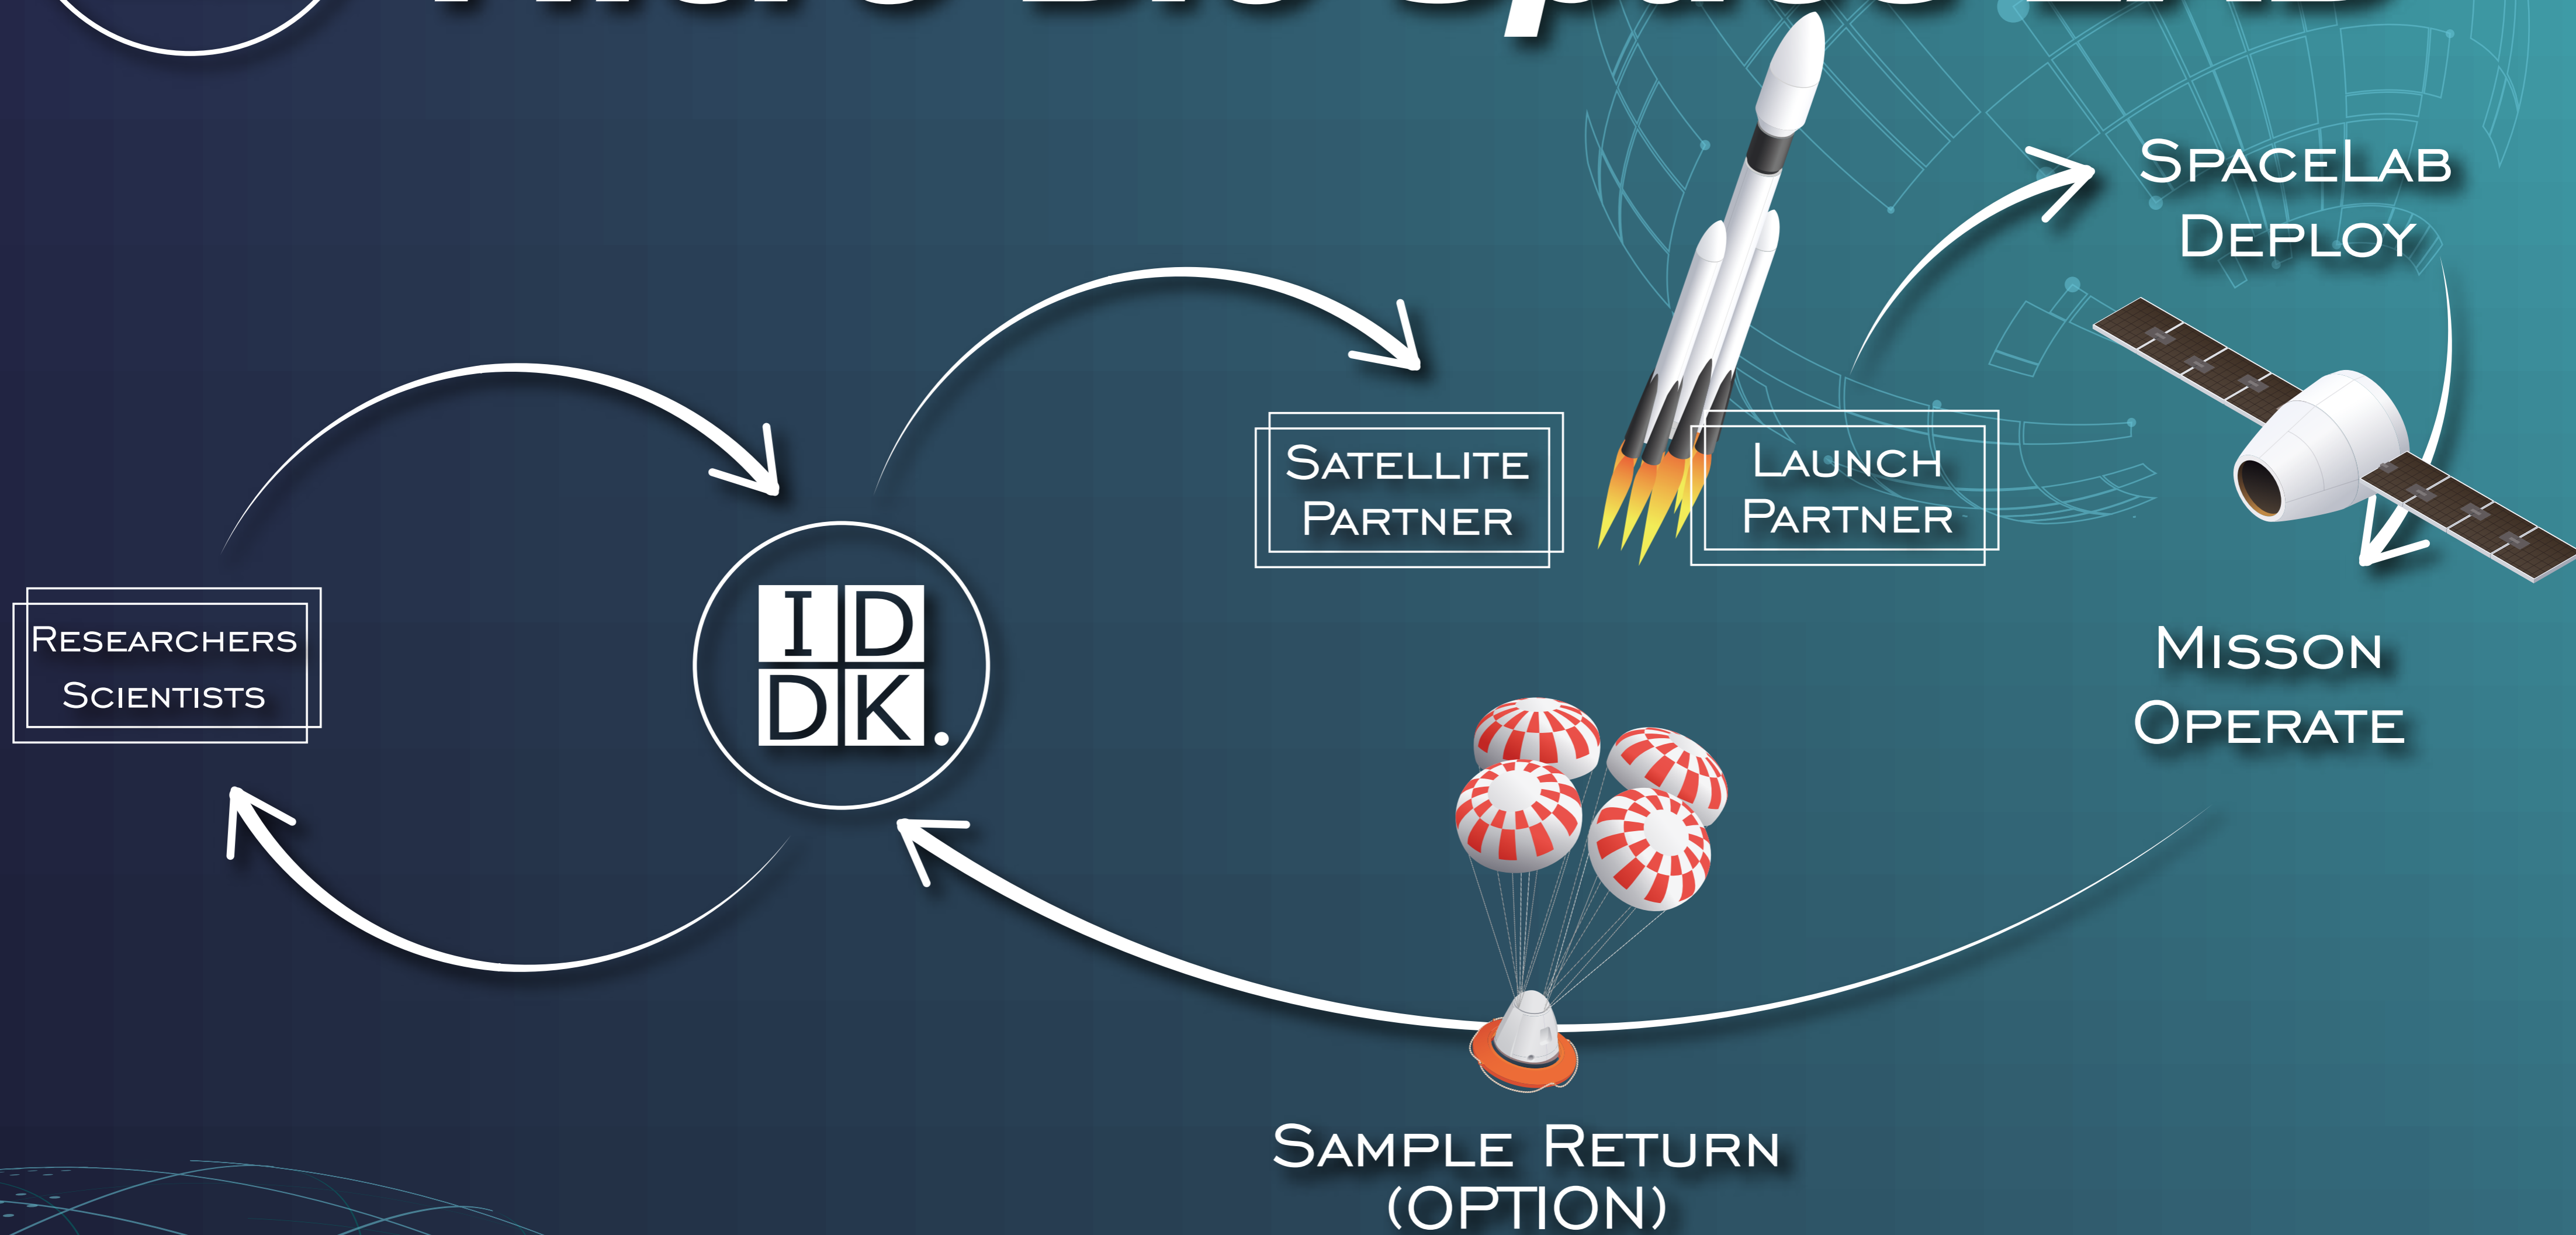 SPACELAB
DEPLOY
SATELLITE
PARTNER
LAUNCH
PARTNER
RESEARCHERS
SCIENTISTS
ID
DK.
MISSON
OPERATE
SAMPLE RETURN
(OPTION)